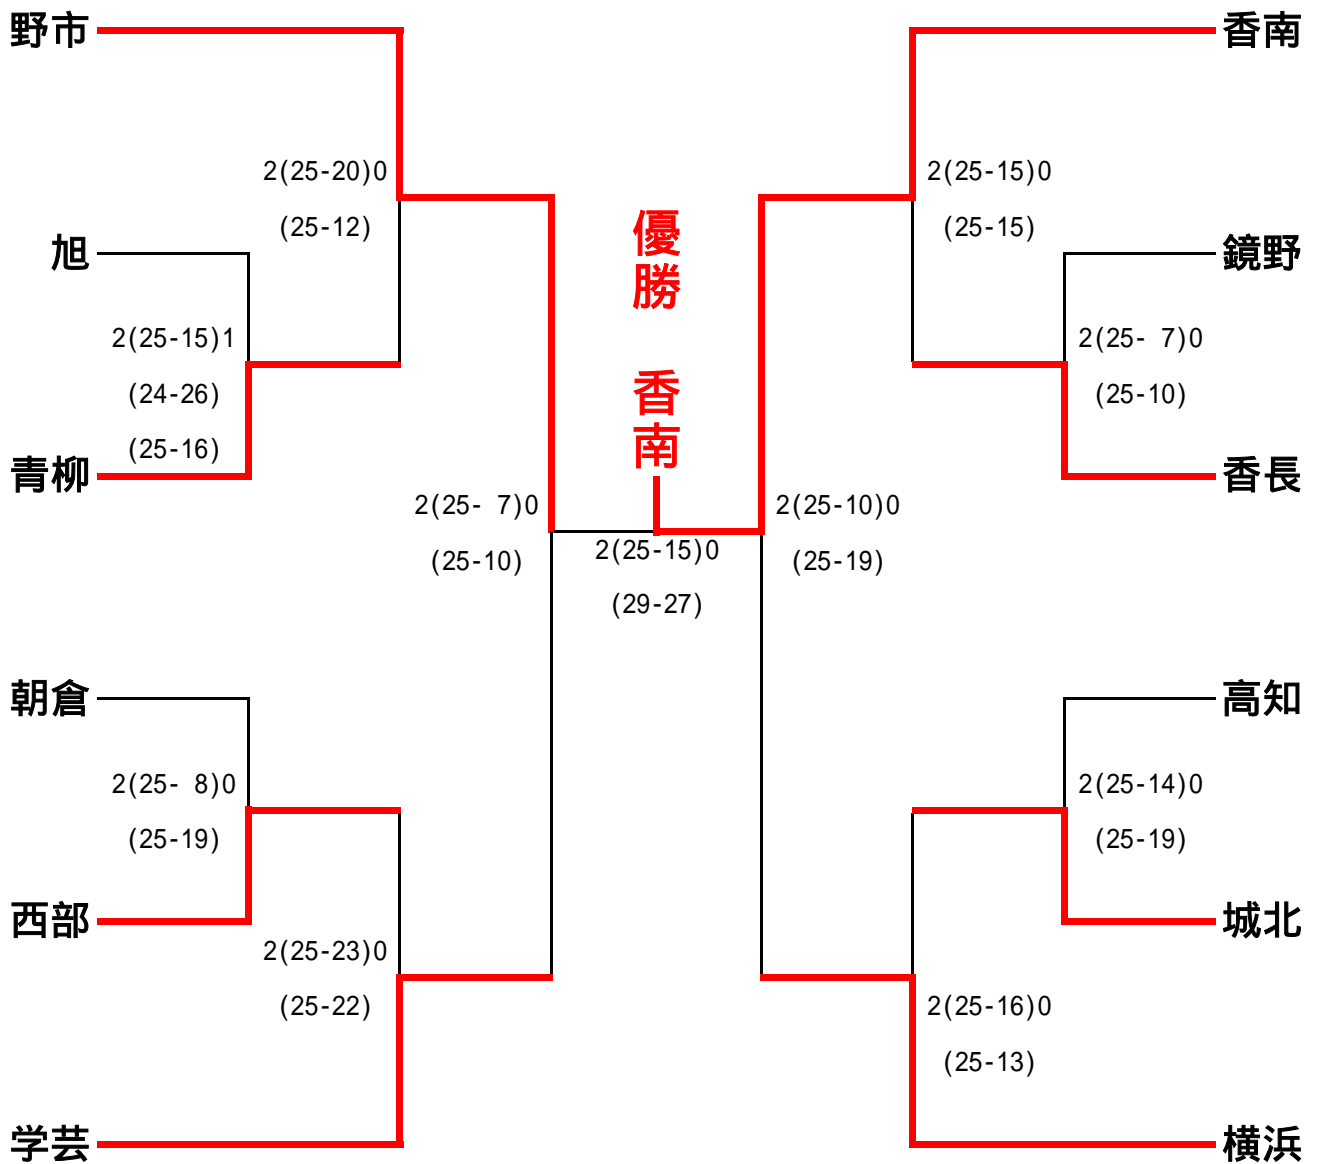 野市
香南
2(25-20)0
(25-12)
2(25-15)0
(25-15)
旭
鏡野
2(25-15)1
(24-26)
(25-16)
2(25- 7)0
(25-10)
青柳
香長
優勝 香南
2(25- 7)0
(25-10)
2(25-15)0
(29-27)
2(25-10)0
(25-19)
朝倉
高知
2(25- 8)0
(25-19)
2(25-14)0
(25-19)
西部
城北
2(25-23)0
(25-22)
2(25-16)0
(25-13)
学芸
横浜